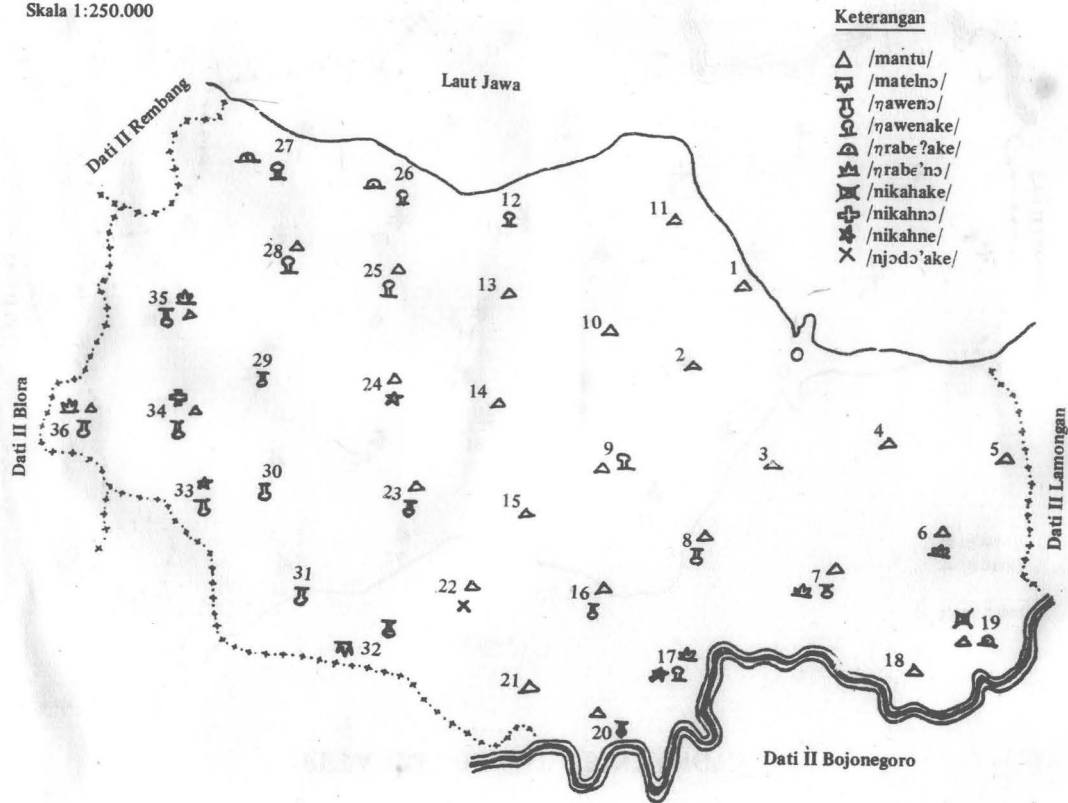 Skala 1:250.000
Keterangan
/mantu/
/matelnɔ/
/ŋawenɔ/
/ŋawenake/
/ŋrabɛʔake/
/ŋrabɛ'nɔ/
/nikahake/
/nikahnɔ/
/nikahne/
/njɔdɔ'ake/
Laut Jawa
Dati II Rembang
27
26
12
11
28
25
13
1
35
10
29
2
24
14
34
36
4
9
3
5
Dati II Blora
33
30
23
15
Dati II Lamongan
8
6
31
22
16
7
32
19
17
21
18
20
Dati II Bojonegoro